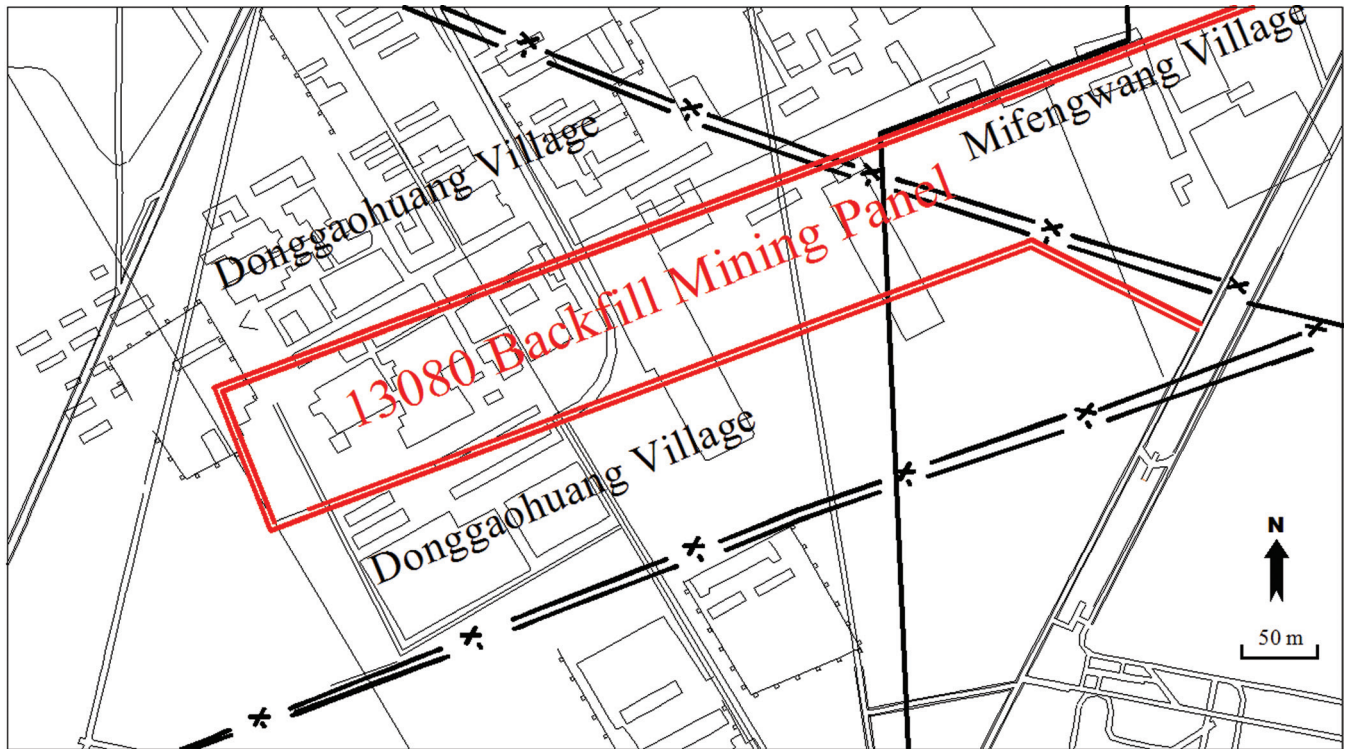 Mifengwang Village
Donggaohuang Village
13080 Backfill Mining Panel
Donggaohuang Village
N
50 m